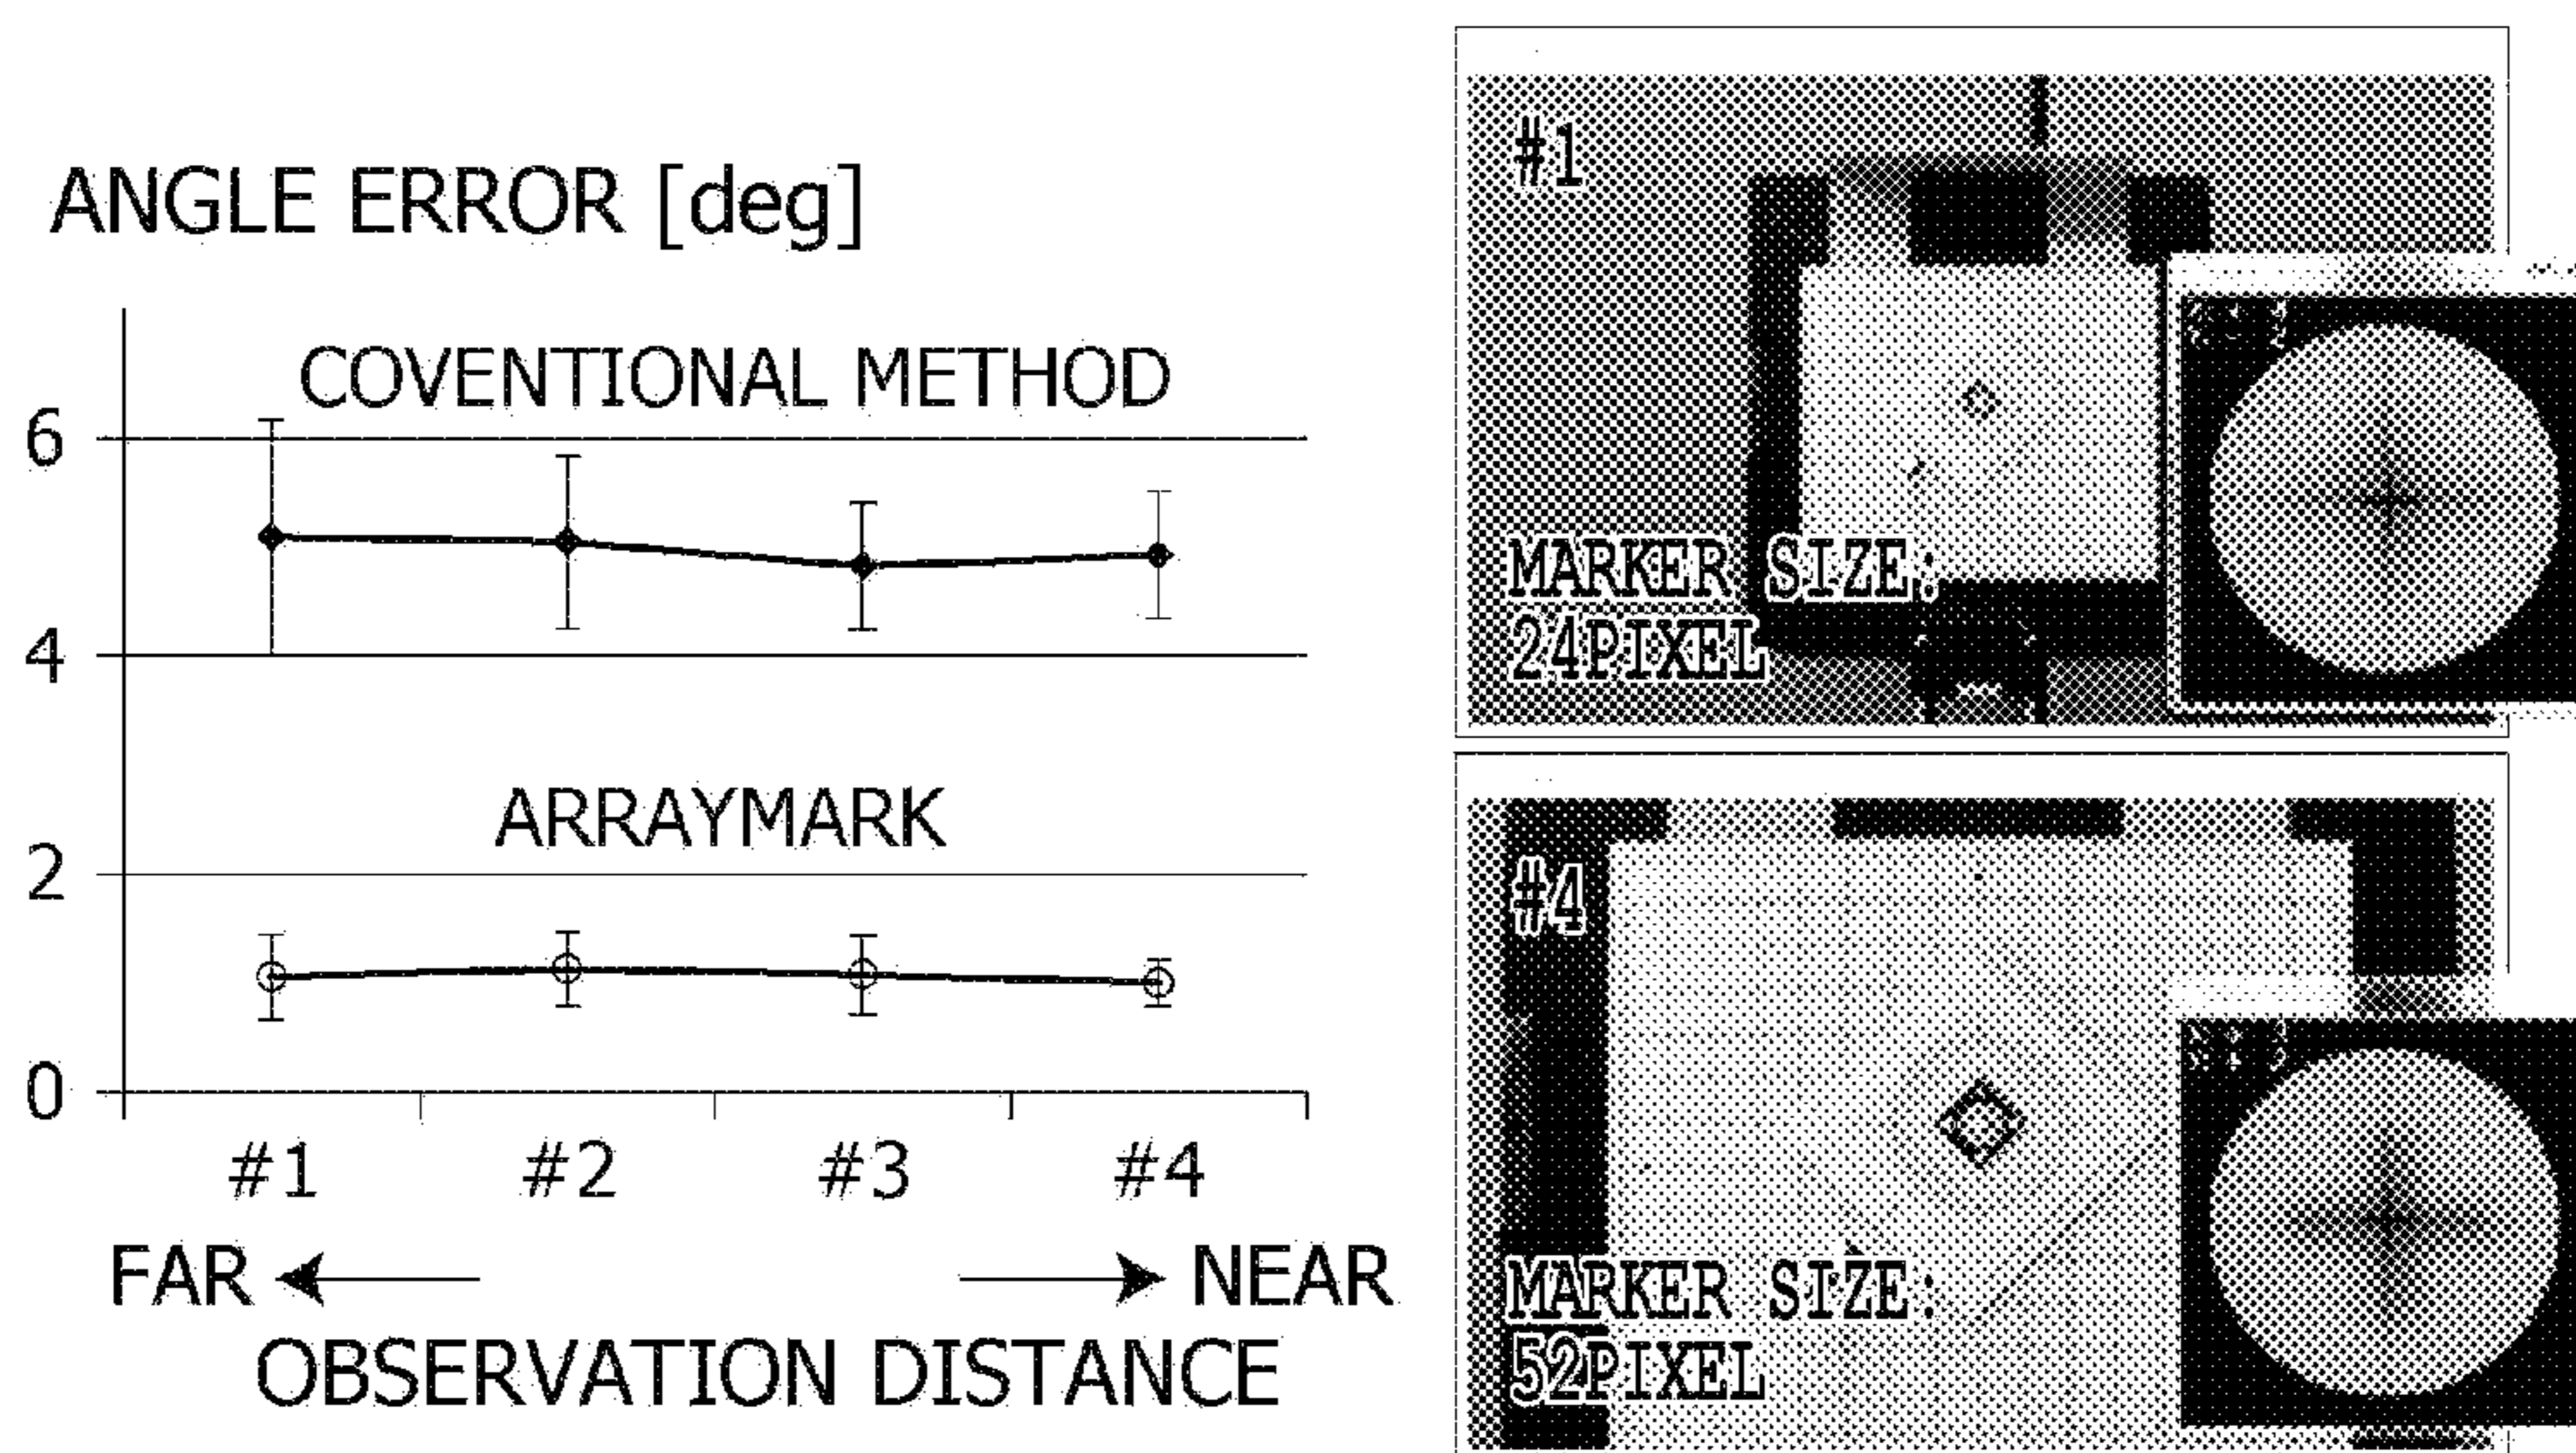 ANGLE ERROR [deg]
COVENTIONAL METHOD
6
4
ARRAYMARK
2
0
#1 #2 #3 #4
FAR NEAR
OBSERVATION DISTANCE
#1
MARKER SIZE:
24PIXEL
#4
MARKER SIZE:
52PIXEL